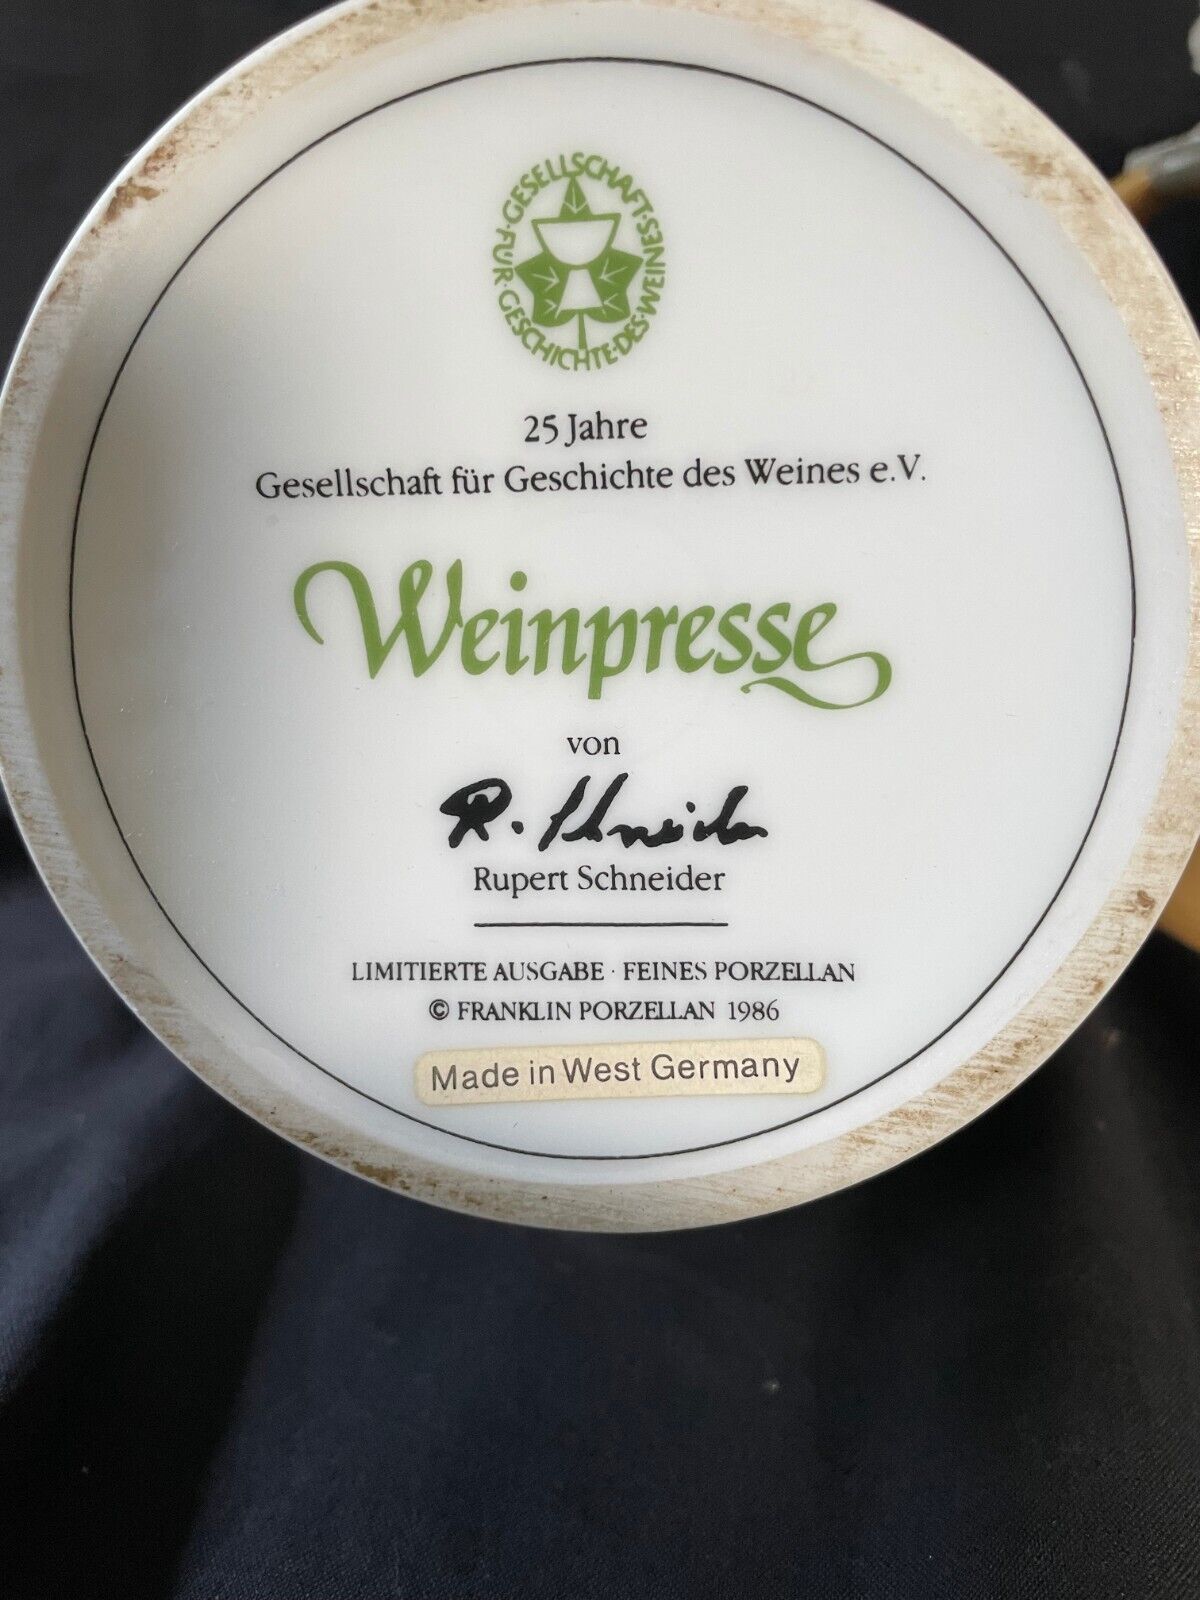 GESELLSCHAFT·FÜR·GESCHICHTE·DES·WEINES·
25 Jahre
Gesellschaft für Geschichte des Weines e.V.
Weinpresse
von
R. Schneider
Rupert Schneider
LIMITIERTE AUSGABE · FEINES PORZELLAN
© FRANKLIN PORZELLAN 1986
Made in West Germany